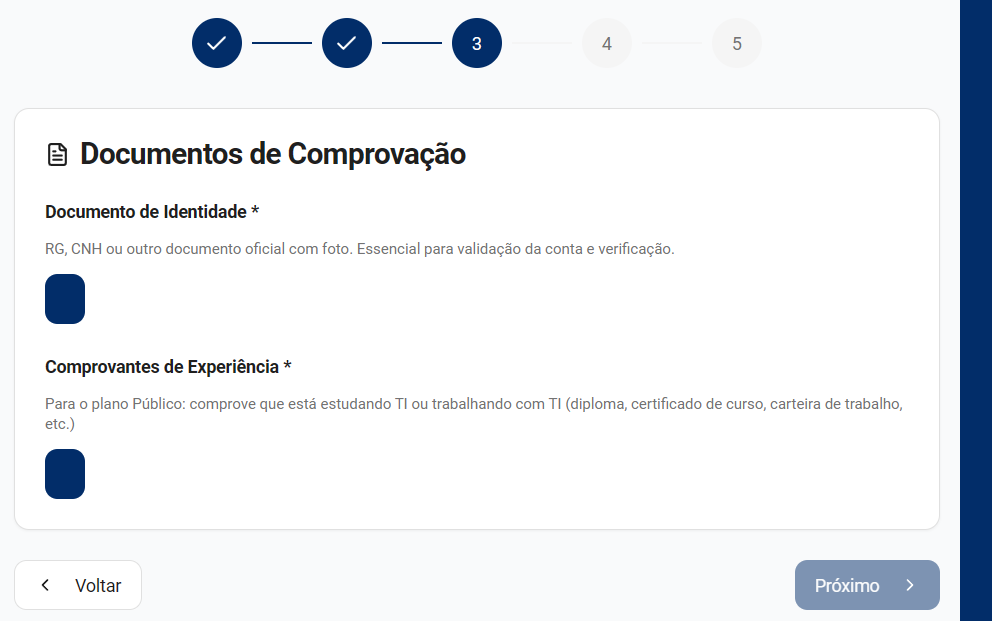 3
4
5
Documentos de Comprovação
Documento de Identidade *
RG, CNH ou outro documento oficial com foto. Essencial para validação da conta e verificação.
Comprovantes de Experiência *
Para o plano Público: comprove que está estudando TI ou trabalhando com TI (diploma, certificado de curso, carteira de trabalho,
etc.)
Voltar
Próximo